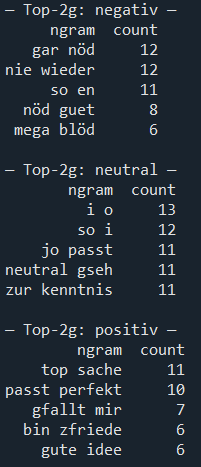 — Top-2g: negativ —
ngram count
gar nöd 12
nie wieder 12
so en 11
nöd guet 8
mega blöd 6
— Top-2g: neutral —
ngram count
i o 13
so i 12
jo passt 11
neutral gseh 11
zur kenntnis 11
— Top-2g: positiv —
ngram count
top sache 11
passt perfekt 10
gfallt mir 7
bin zfriede 6
gute idee 6